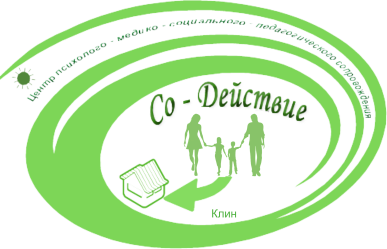 Центр психолого - медико - социального - педагогического сопровождения
Со - Действие
Клин